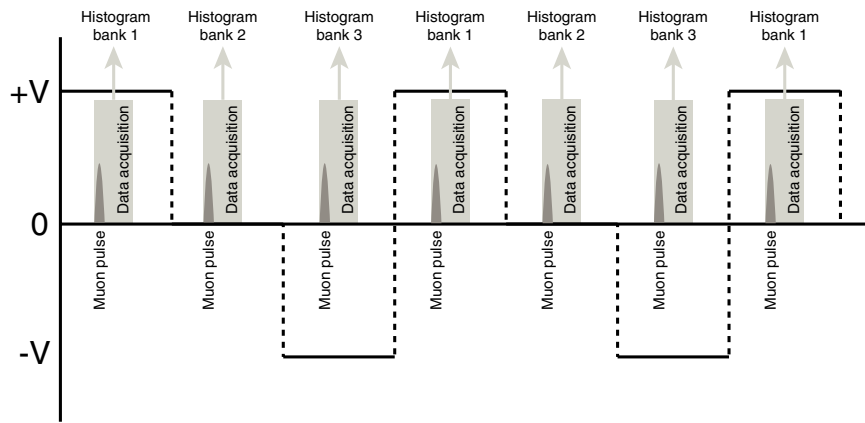 Histogram
bank 1
Histogram
bank 2
Histogram
bank 3
Histogram
bank 1
Histogram
bank 2
Histogram
bank 3
Histogram
bank 1
+V
Data acquisition
Data acquisition
Data acquisition
Data acquisition
Data acquisition
Data acquisition
Data acquisition
0
Muon pulse
Muon pulse
Muon pulse
Muon pulse
Muon pulse
Muon pulse
Muon pulse
-V